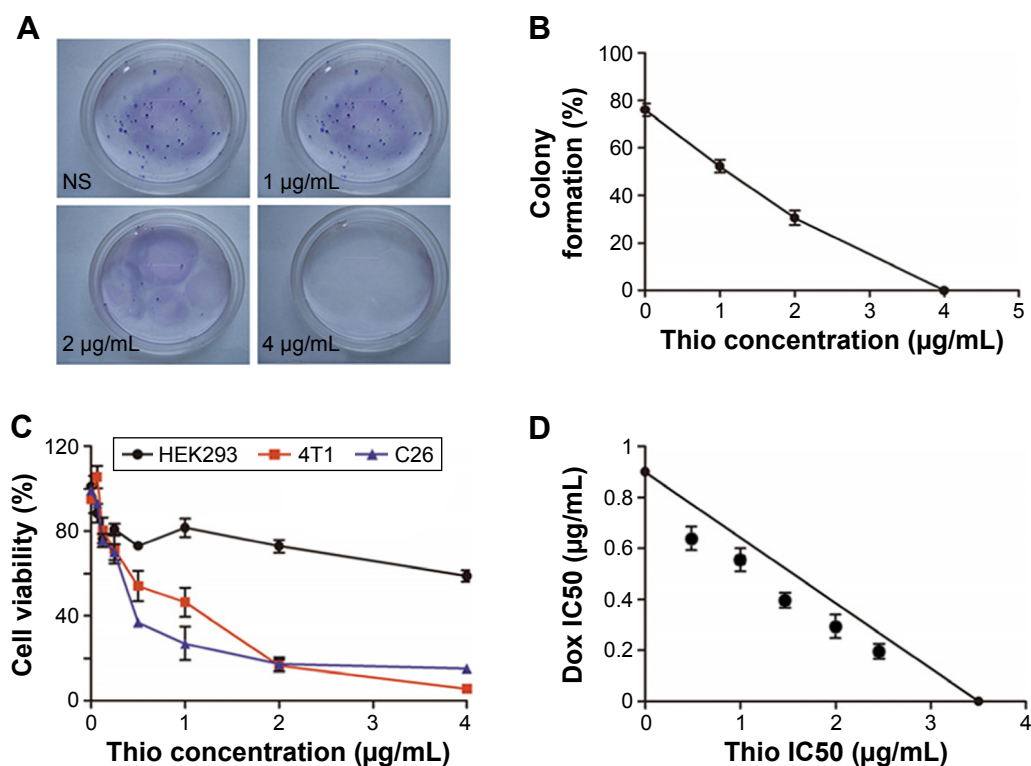 A
NS
1 µg/mL
2 µg/mL
4 µg/mL
B
100
80
60
40
20
0
Colony
formation (%)
0 1 2 3 4 5
Thio concentration (µg/mL)
C
HEK293 4T1 C26
120
80
40
0
Cell viability (%)
0 1 2 3 4
Thio concentration (µg/mL)
D
1
0.8
0.6
0.4
0.2
0
Dox IC50 (µg/mL)
0 1 2 3 4
Thio IC50 (µg/mL)